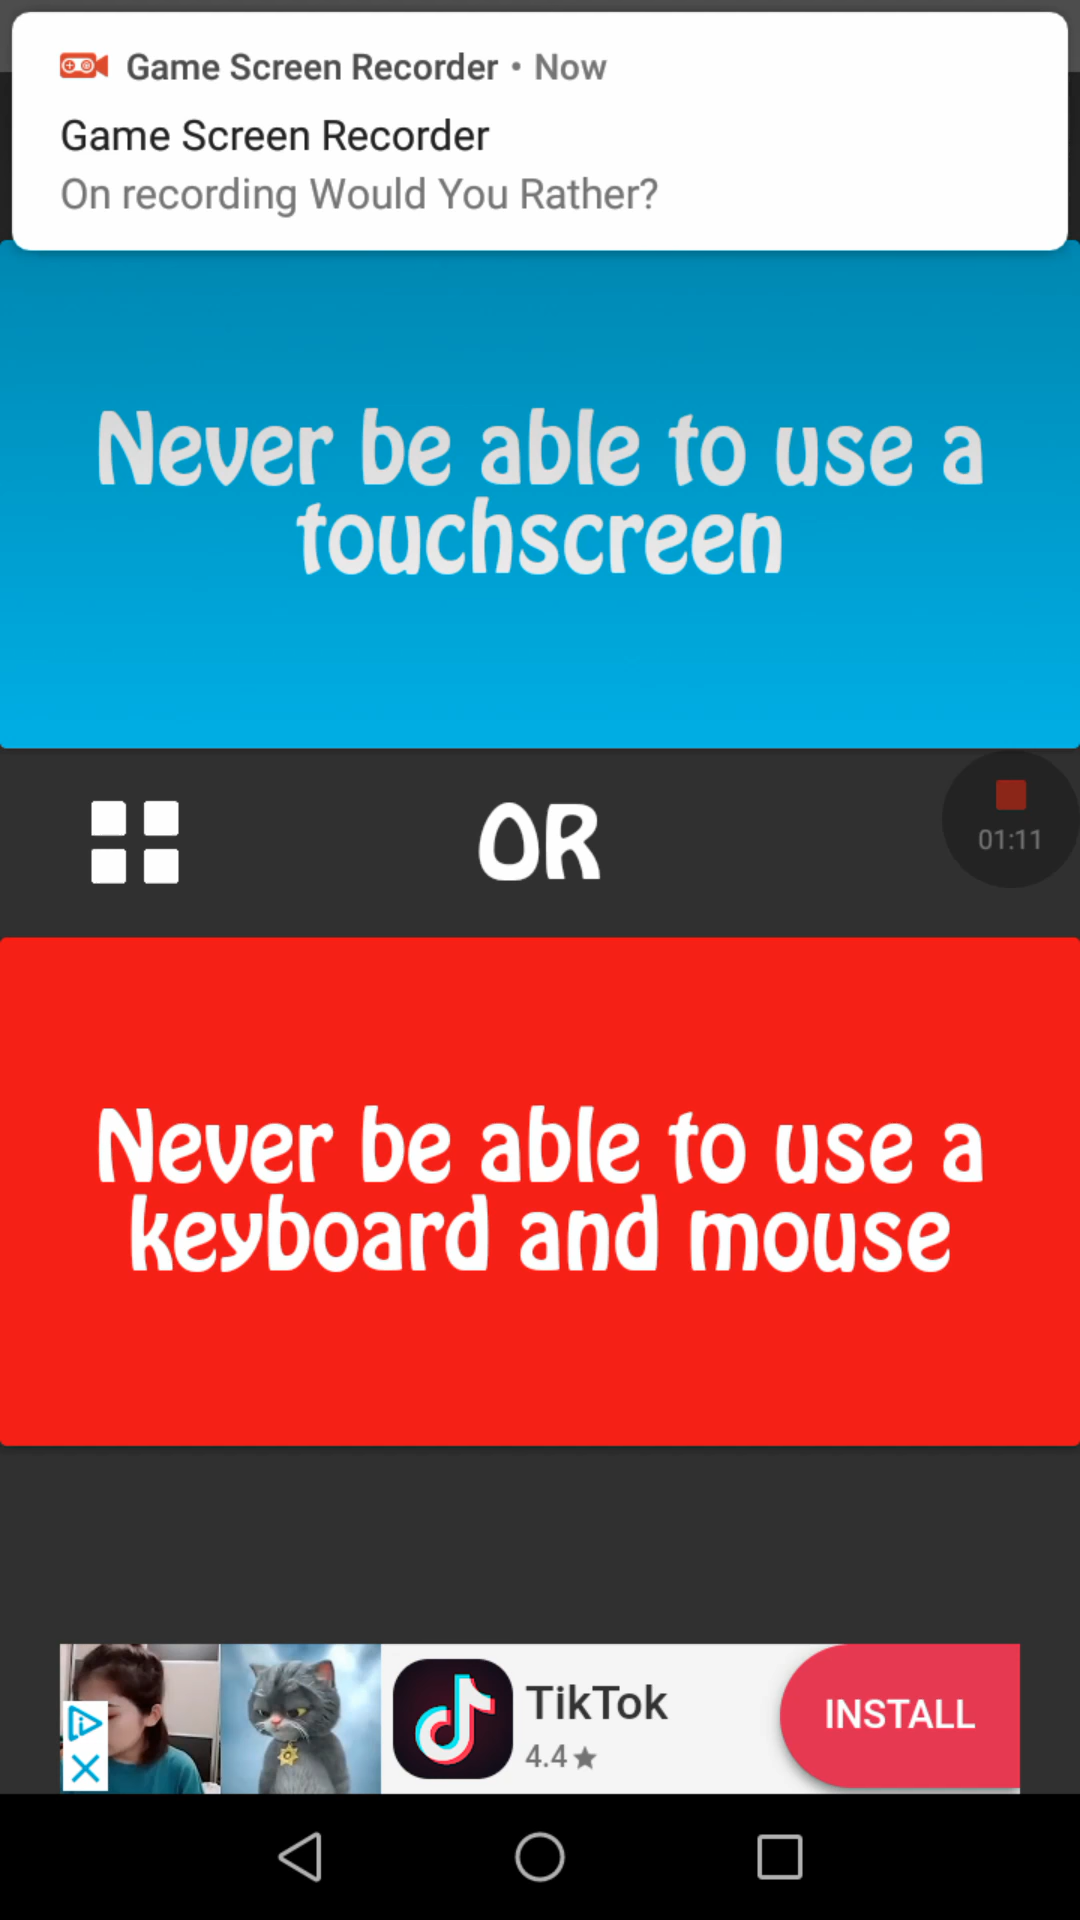 Game Screen Recorder • Now
Game Screen Recorder
On recording Would You Rather?
Never be able to use a
touchscreen
OR
01:11
Never be able to use a
keyboard and mouse
TikTok
4.4★
INSTALL